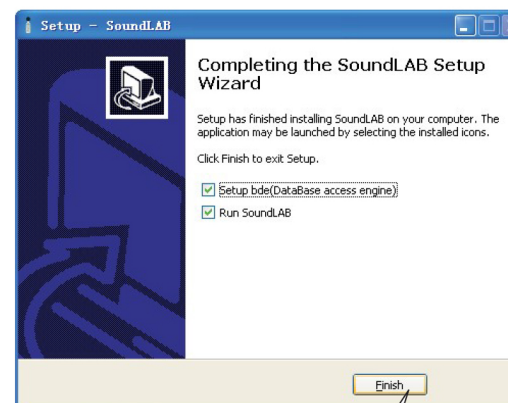 Setup - SoundLAB
Completing the SoundLAB Setup
Wizard
Setup has finished installing SoundLAB on your computer. The
application may be launched by selecting the installed icons.
Click Finish to exit Setup.
Setup bde(DataBase access engine)
Run SoundLAB
Finish